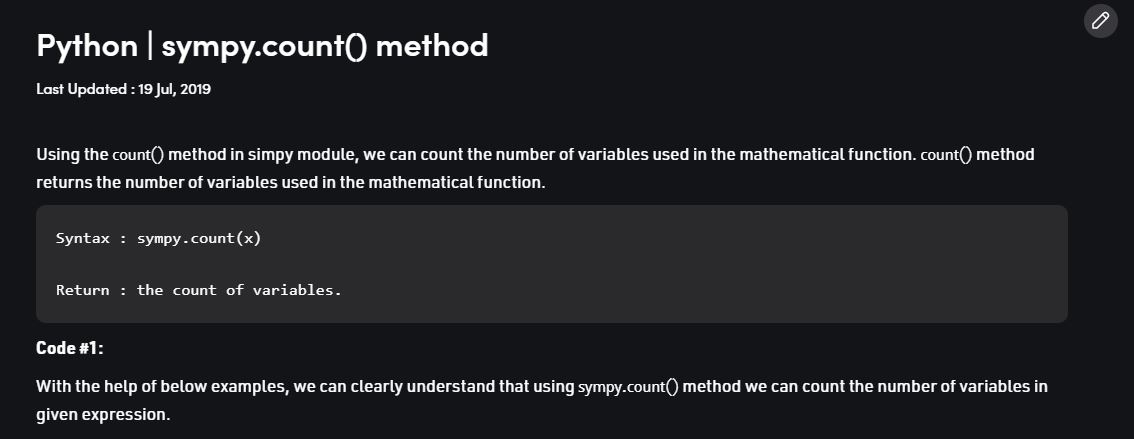 Python | sympy.count() method
Last Updated : 19 Jul, 2019
Using the count() method in simpy module, we can count the number of variables used in the mathematical function. count() method
returns the number of variables used in the mathematical function.
Syntax : sympy.count(x)
Return : the count of variables.
Code #1:
With the help of below examples, we can clearly understand that using sympy.count() method we can count the number of variables in
given expression.